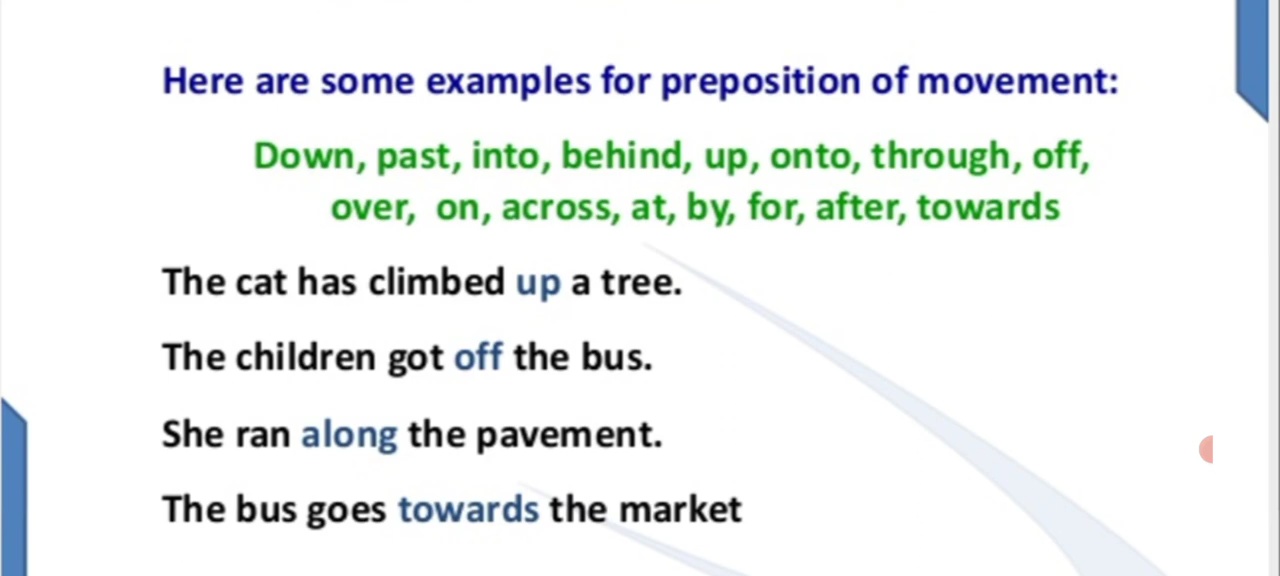 Here are some examples for preposition of movement:
Down, past, into, behind, up, onto, through, off,
over, on, across, at, by, for, after, towards
The cat has climbed up a tree.
The children got off the bus.
She ran along the pavement.
The bus goes towards the market